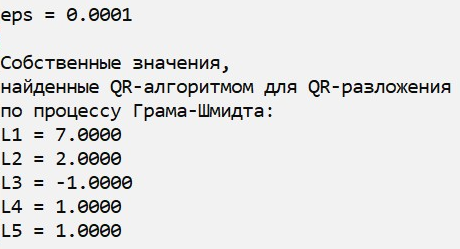 eps = 0.0001
Собственные значения,
найденные QR-алгоритмом для QR-разложения
по процессу Грама-Шмидта:
L1 = 7.0000
L2 = 2.0000
L3 = -1.0000
L4 = 1.0000
L5 = 1.0000